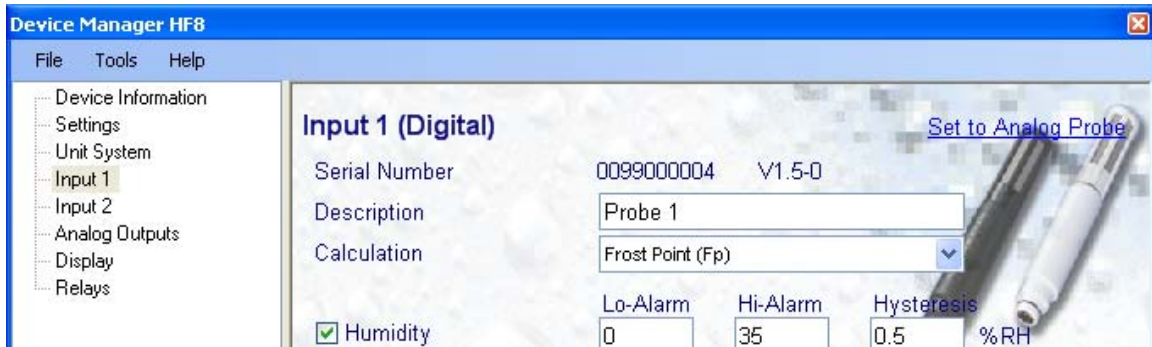 Device Manager HF8
File Tools Help
Device Information
Settings
Unit System
Input 1
Input 2
Analog Outputs
Display
Relays
Input 1 (Digital)
Set to Analog Probe
Serial Number 0099000004 V1.5-0
Description Probe 1
Calculation Frost Point (Fp)
Lo-Alarm Hi-Alarm Hysteresis
Humidity 0 35 0.5 %RH